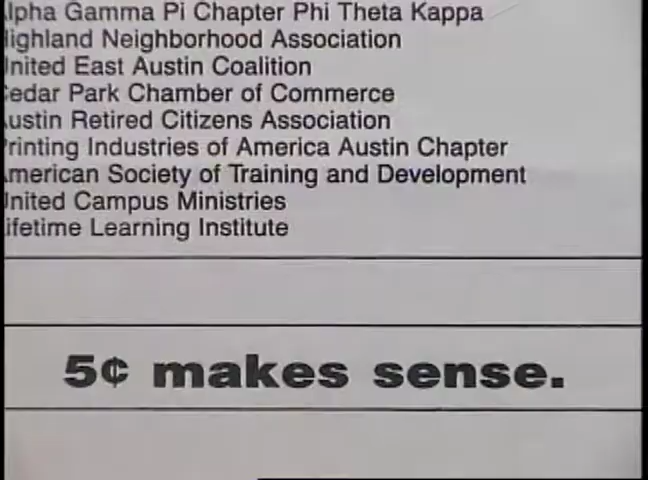 lpha Gamma Pi Chapter Phi Theta Kappa
ighland Neighborhood Association
nited East Austin Coalition
edar Park Chamber of Commerce
ustin Retired Citizens Association
rinting Industries of America Austin Chapter
merican Society of Training and Development
nited Campus Ministries
ifetime Learning Institute
5¢ makes sense.